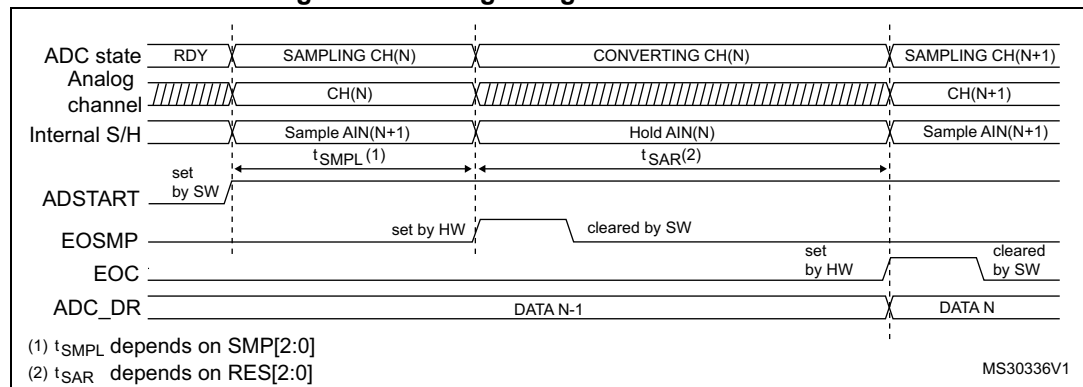 ADC state RDY SAMPLING CH(N) CONVERTING CH(N) SAMPLING CH(N+1)
Analog channel CH(N) CH(N+1)
Internal S/H Sample AIN(N+1) Hold AIN(N) Sample AIN(N+1)
tSMPL(1) tSAR(2)
ADSTART set by SW
EOSMP set by HW cleared by SW
EOC set by HW cleared by SW
ADC_DR DATA N-1 DATA N
(1) tSMPL depends on SMP[2:0]
(2) tSAR depends on RES[2:0]
MS30336V1